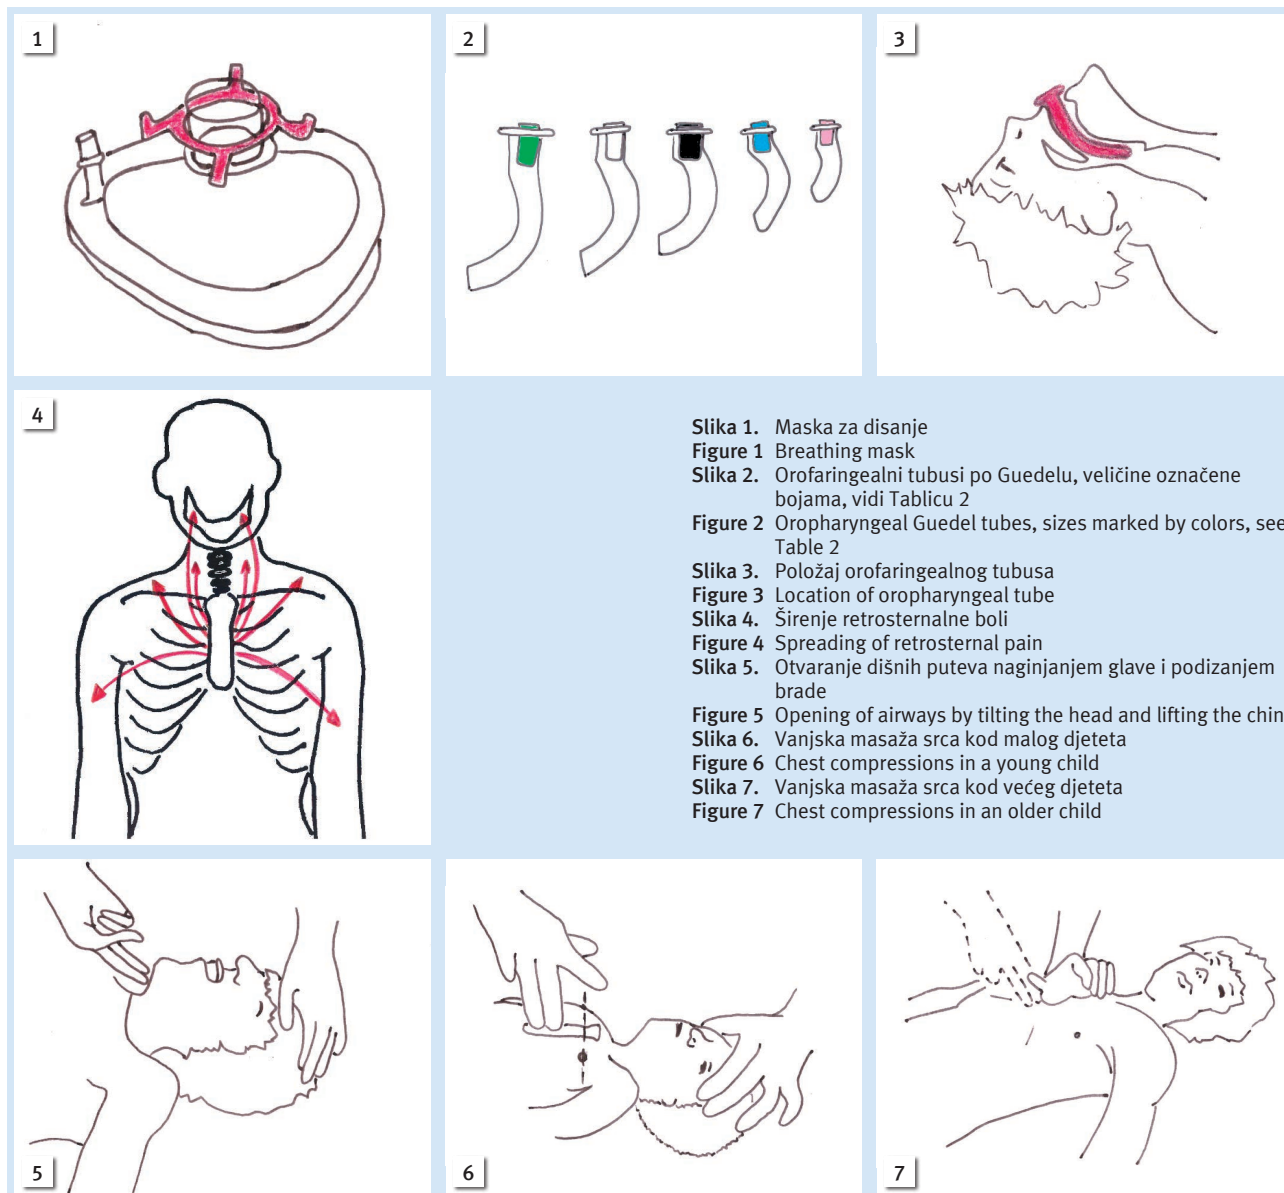 1
2
3
4
Slika 1. Maska za disanje
Figure 1 Breathing mask
Slika 2. Orofaringealni tubusi po Guedelu, veličine označene
bojama, vidi Tablicu 2
Figure 2 Oropharyngeal Guedel tubes, sizes marked by colors, see
Table 2
Slika 3. Položaj orofaringealnog tubusa
Figure 3 Location of oropharyngeal tube
Slika 4. Širenje retrosternalne boli
Figure 4 Spreading of retrosternal pain
Slika 5. Otvaranje dišnih puteva naginjanjem glave i podizanjem
brade
Figure 5 Opening of airways by tilting the head and lifting the chin
Slika 6. Vanjska masaža srca kod malog djeteta
Figure 6 Chest compressions in a young child
Slika 7. Vanjska masaža srca kod većeg djeteta
Figure 7 Chest compressions in an older child
5
6
7